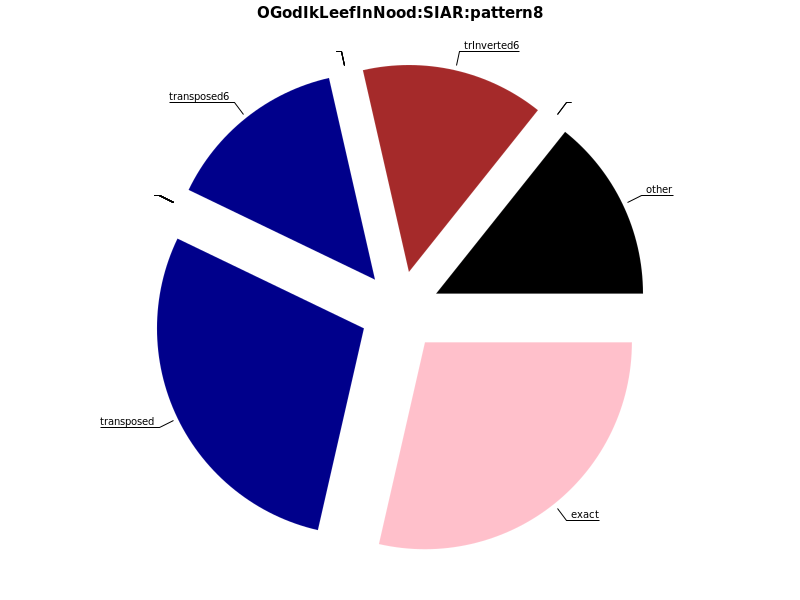 OGodIkLeefInNood:SIAR:pattern8
trInverted6
transposed6
other
transposed
exact